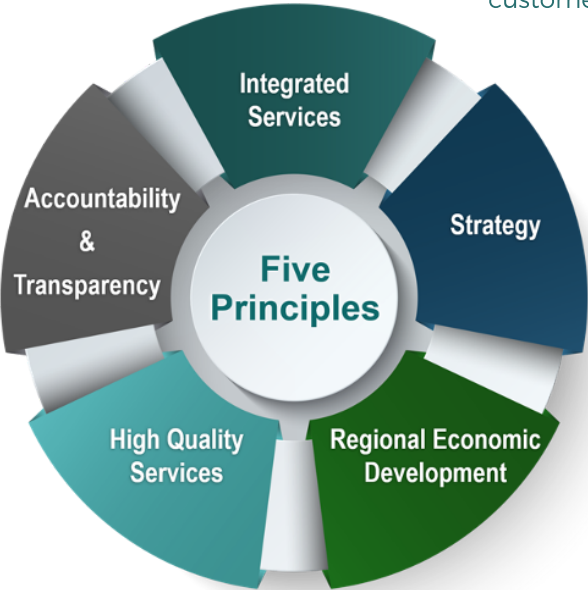 Integrated
Services
Strategy
Regional Economic
Development
High Quality
Services
Accountability
&
Transparency
Five
Principles